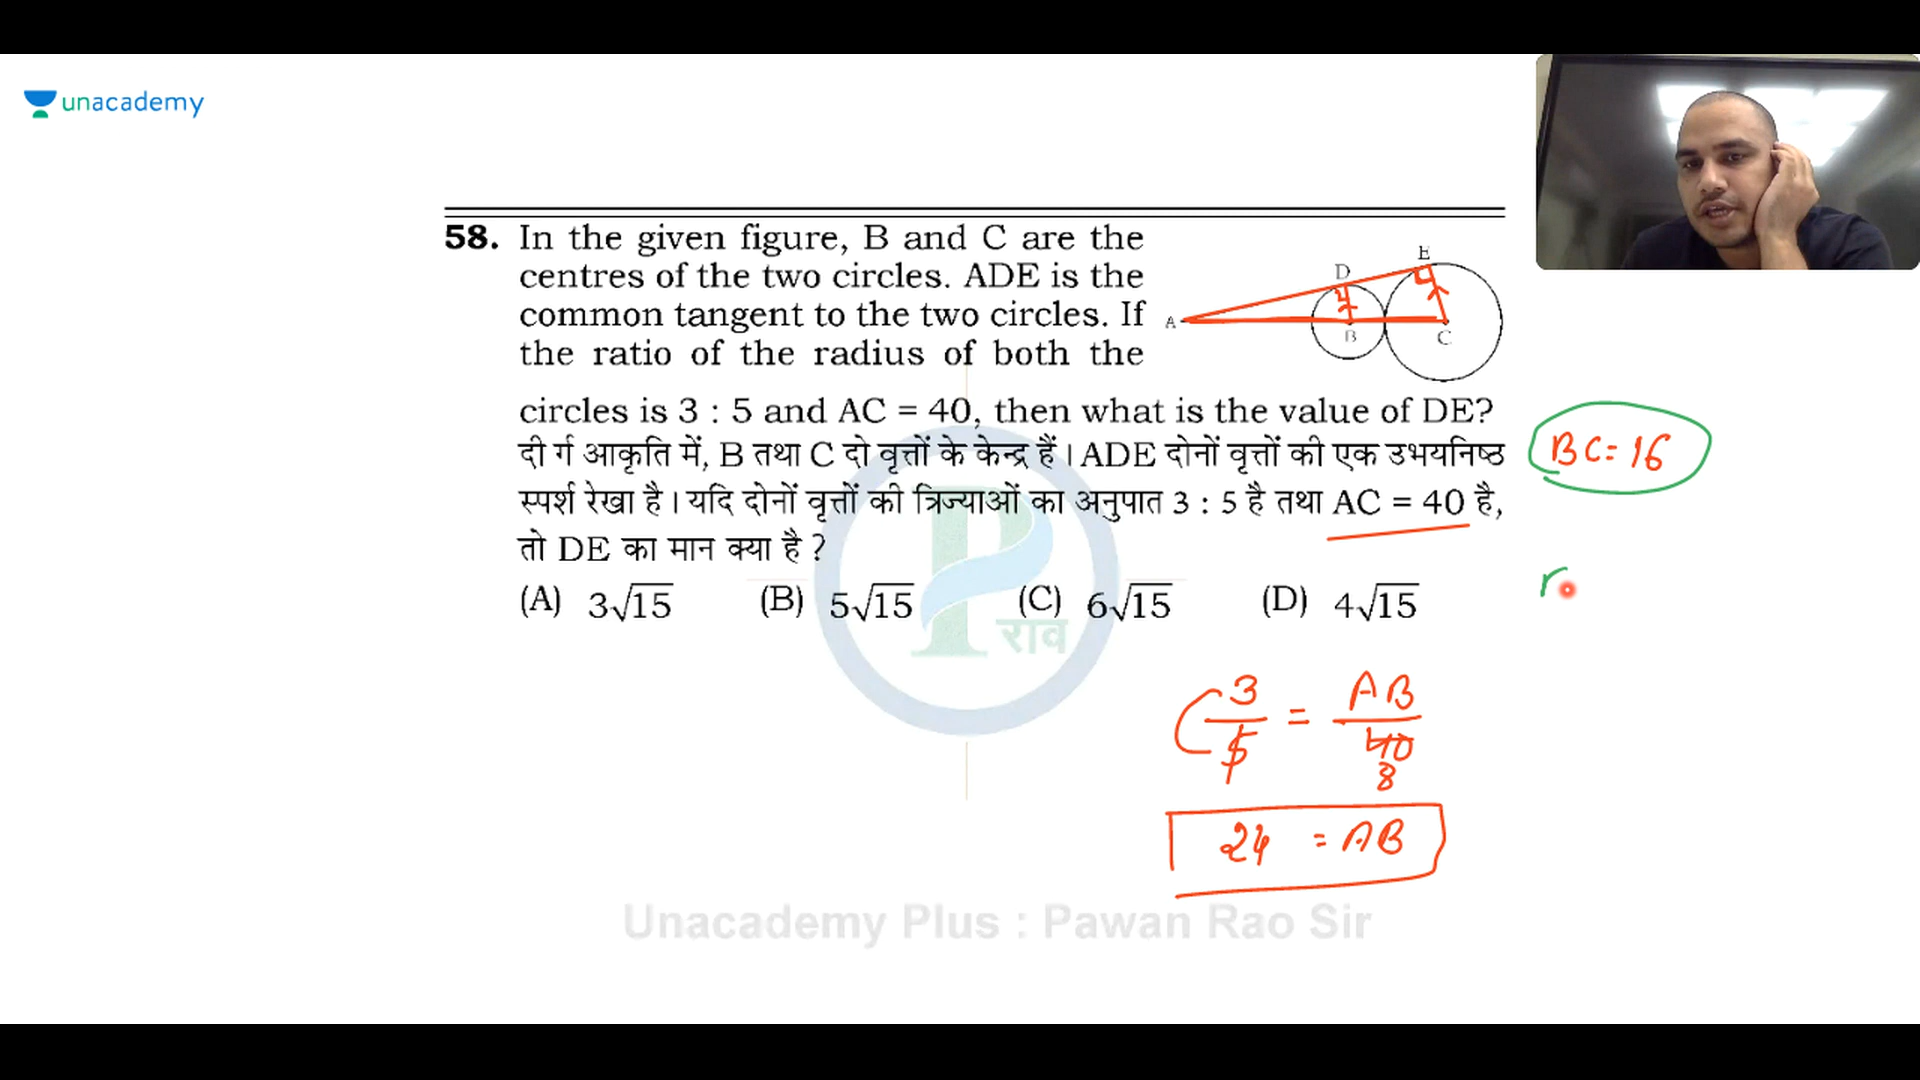 unacademy
58. In the given figure, B and C are the
centres of the two circles. ADE is the
common tangent to the two circles. If
the ratio of the radius of both the
circles is 3 : 5 and AC = 40, then what is the value of DE?
दी र्ग आकृति में, B तथा C दो वृत्तों के केन्द्र हैं। ADE दोनों वृत्तों की एक उभयनिष्ठ
स्पर्श रेखा है। यदि दोनों वृत्तों की त्रिज्याओं का अनुपात 3 : 5 है तथा AC = 40 है,
तो DE का मान क्या है ?
(A) 3√15 (B) 5√15 (C) 6√15 (D) 4√15
A
D
E
B
C
BC = 16
r
राव
3/5 = AB/40
8
24 = AB
Unacademy Plus : Pawan Rao Sir